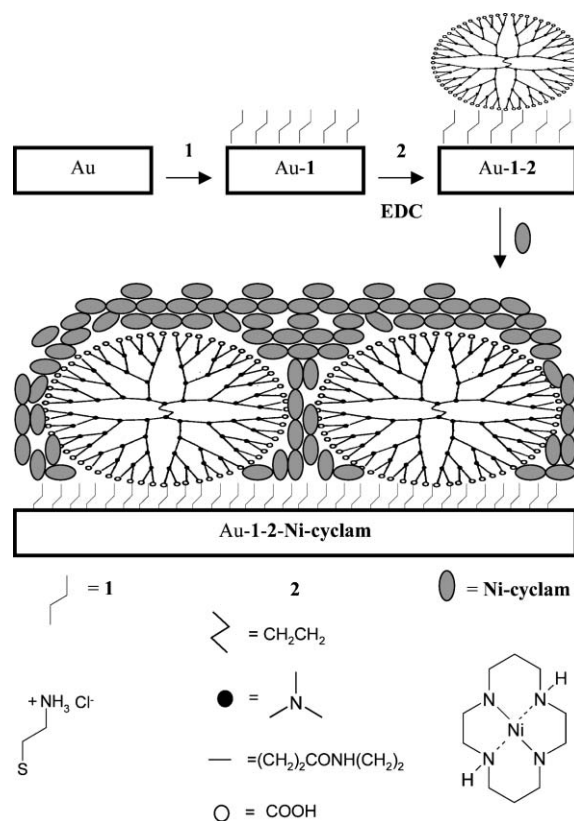 1
2
Au
Au-1
Au-1-2
EDC
Au-1-2-Ni-cyclam
= 1
2
= Ni-cyclam
= CH₂CH₂
+ NH₃ Cl⁻
S
= N
=(CH₂)₂CONH(CH₂)₂
= COOH
H
N N
Ni
N N
H